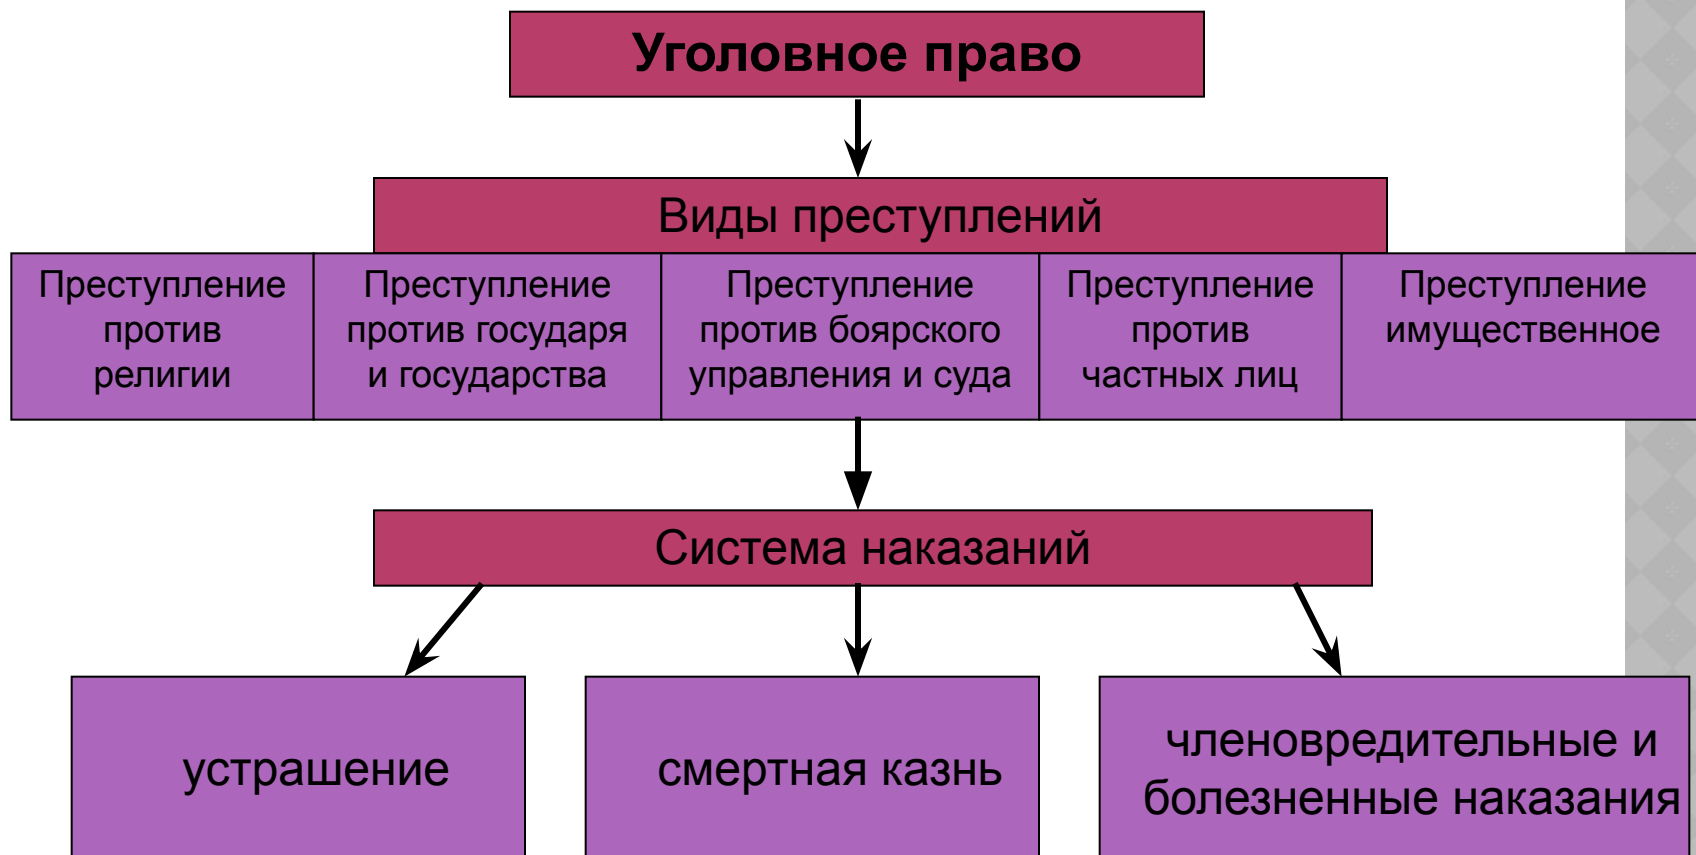 Уголовное право
Виды преступлений
Преступление
против
религии
Преступление
против государя
и государства
Преступление
против боярского
управления и суда
Преступление
против
частных лиц
Преступление
имущественное
Система наказаний
устрашение
смертная казнь
членовредительные и
болезненные наказания